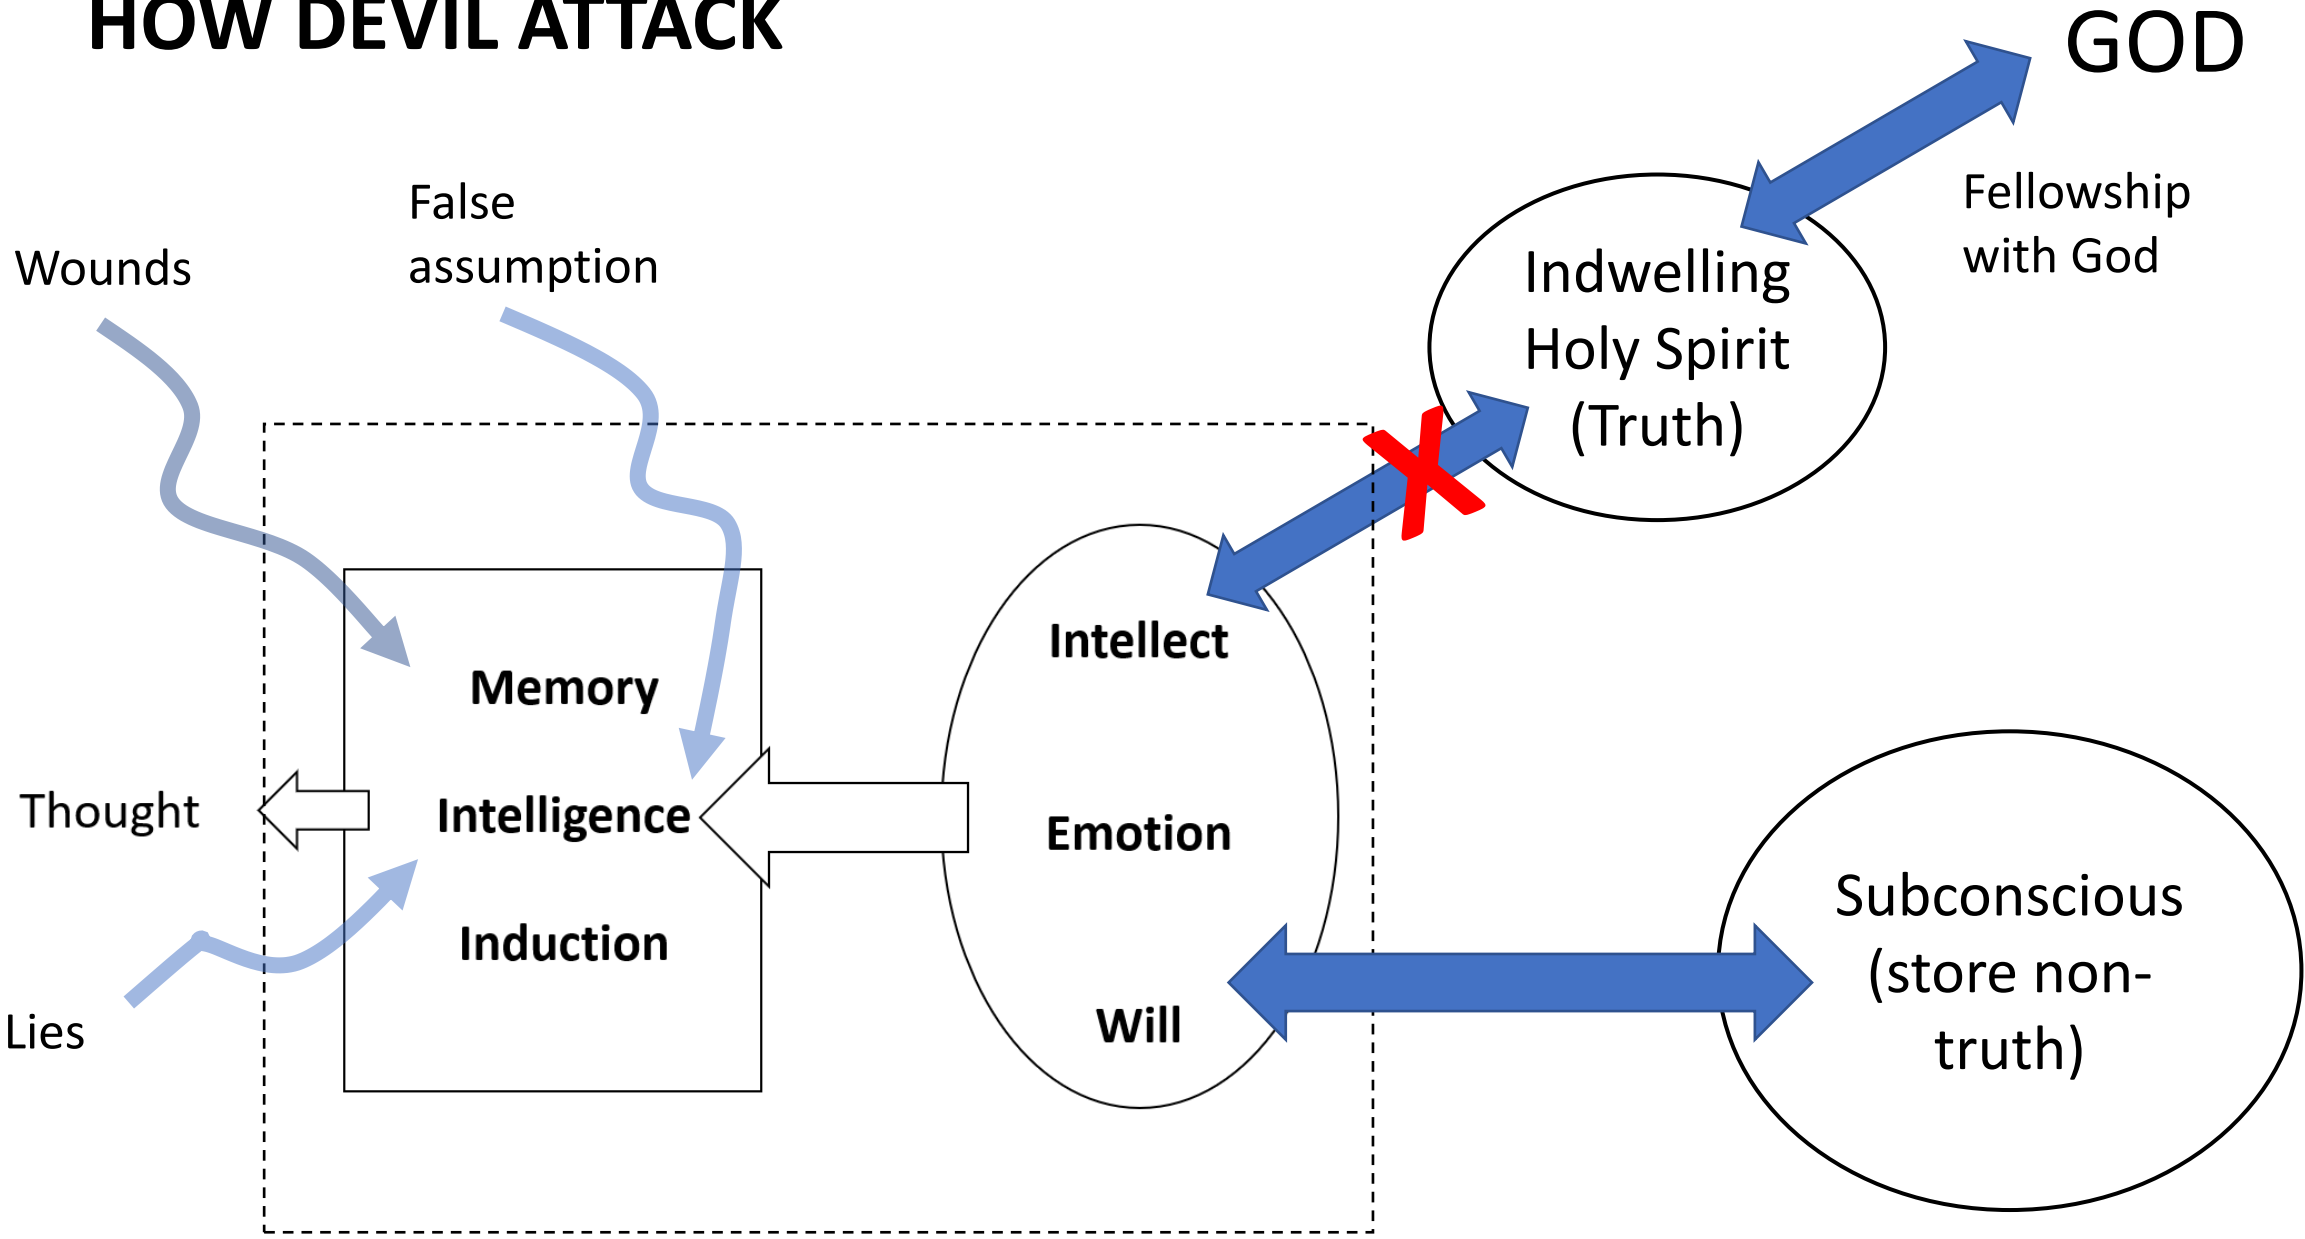 HOW DEVIL ATTACK
GOD
Fellowship
with God
False
assumption
Wounds
Indwelling
Holy Spirit
(Truth)
Memory
Intelligence
Induction
Thought
Lies
Intellect
Emotion
Will
Subconscious
(store non-
truth)